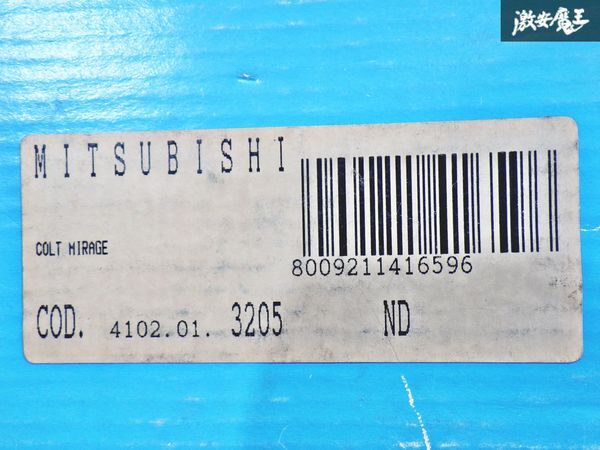 激安魔王
MITSUBISHI
COLT MIRAGE
8009211416596
COD. 4102.01. 3205 ND